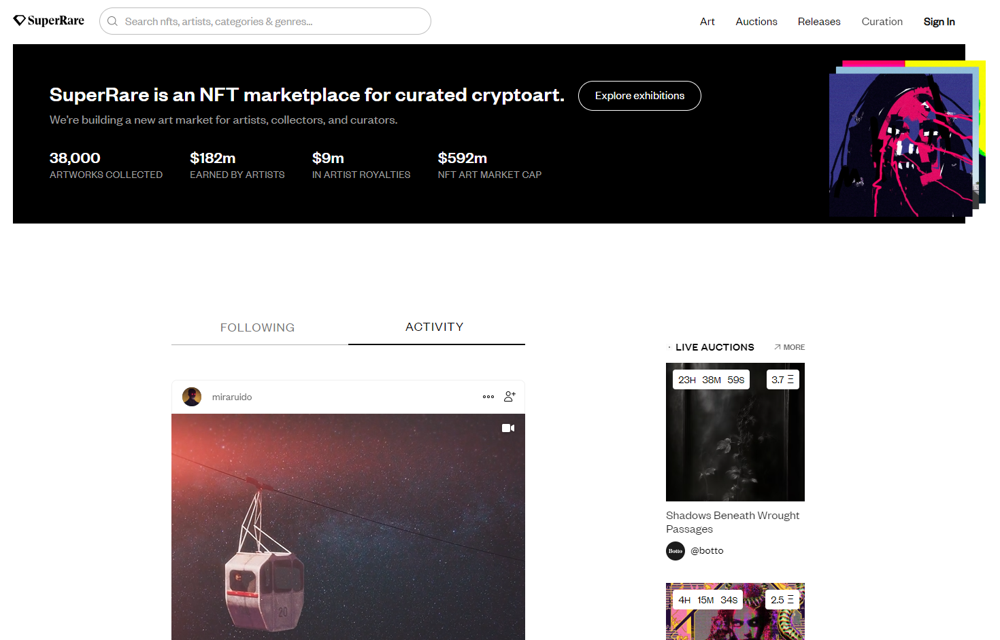 SuperRare
Search nfts, artists, categories & genres...
Art
Auctions
Releases
Curation
Sign In
SuperRare is an NFT marketplace for curated cryptoart.
Explore exhibitions
We're building a new art market for artists, collectors, and curators.
38,000
ARTWORKS COLLECTED
$182m
EARNED BY ARTISTS
$9m
IN ARTIST ROYALTIES
$592m
NFT ART MARKET CAP
FOLLOWING
ACTIVITY
miraruido
20
· LIVE AUCTIONS
MORE
23H 38M 59S
3.7 Ξ
Shadows Beneath Wrought
Passages
Botto
@botto
4H 15M 34S
2.5 Ξ